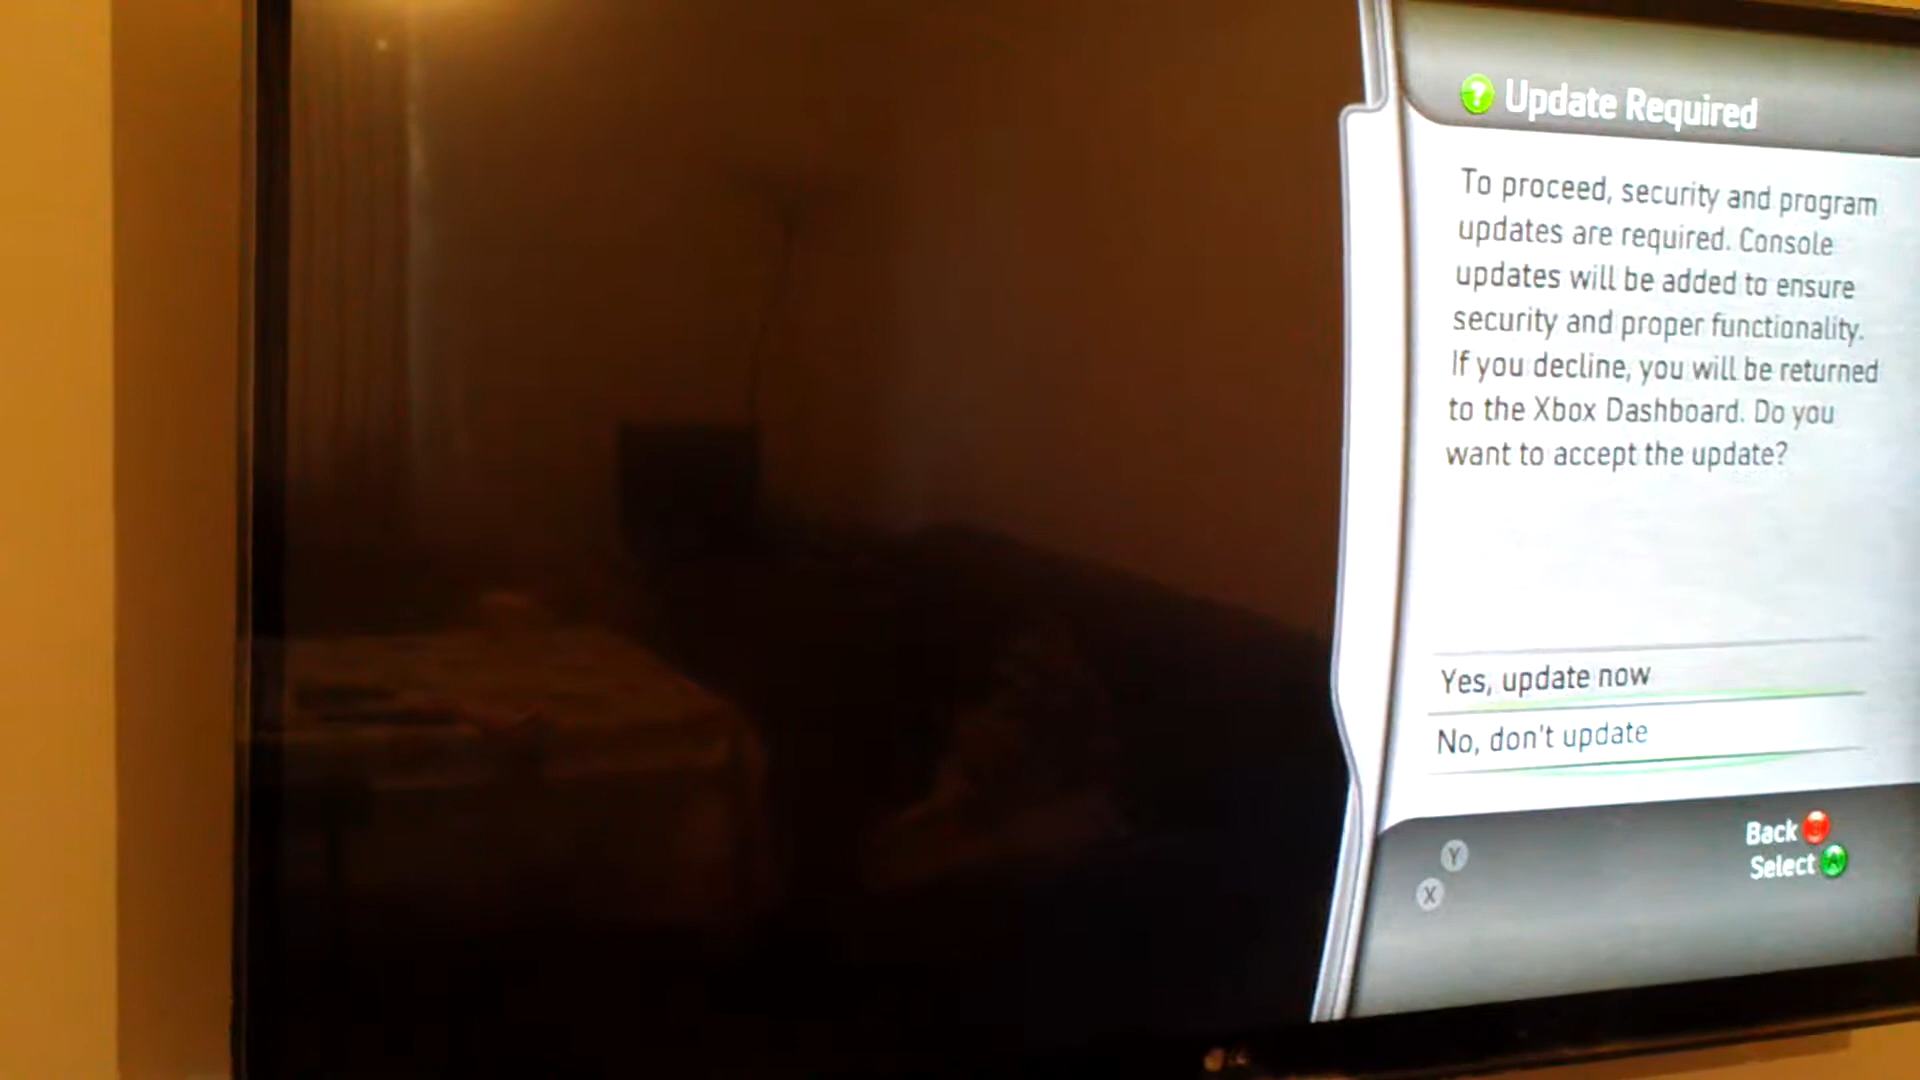 Update Required
To proceed, security and program
updates are required. Console
updates will be added to ensure
security and proper functionality.
If you decline, you will be returned
to the Xbox Dashboard. Do you
want to accept the update?
Yes, update now
No, don't update
Back
Select
Y
X